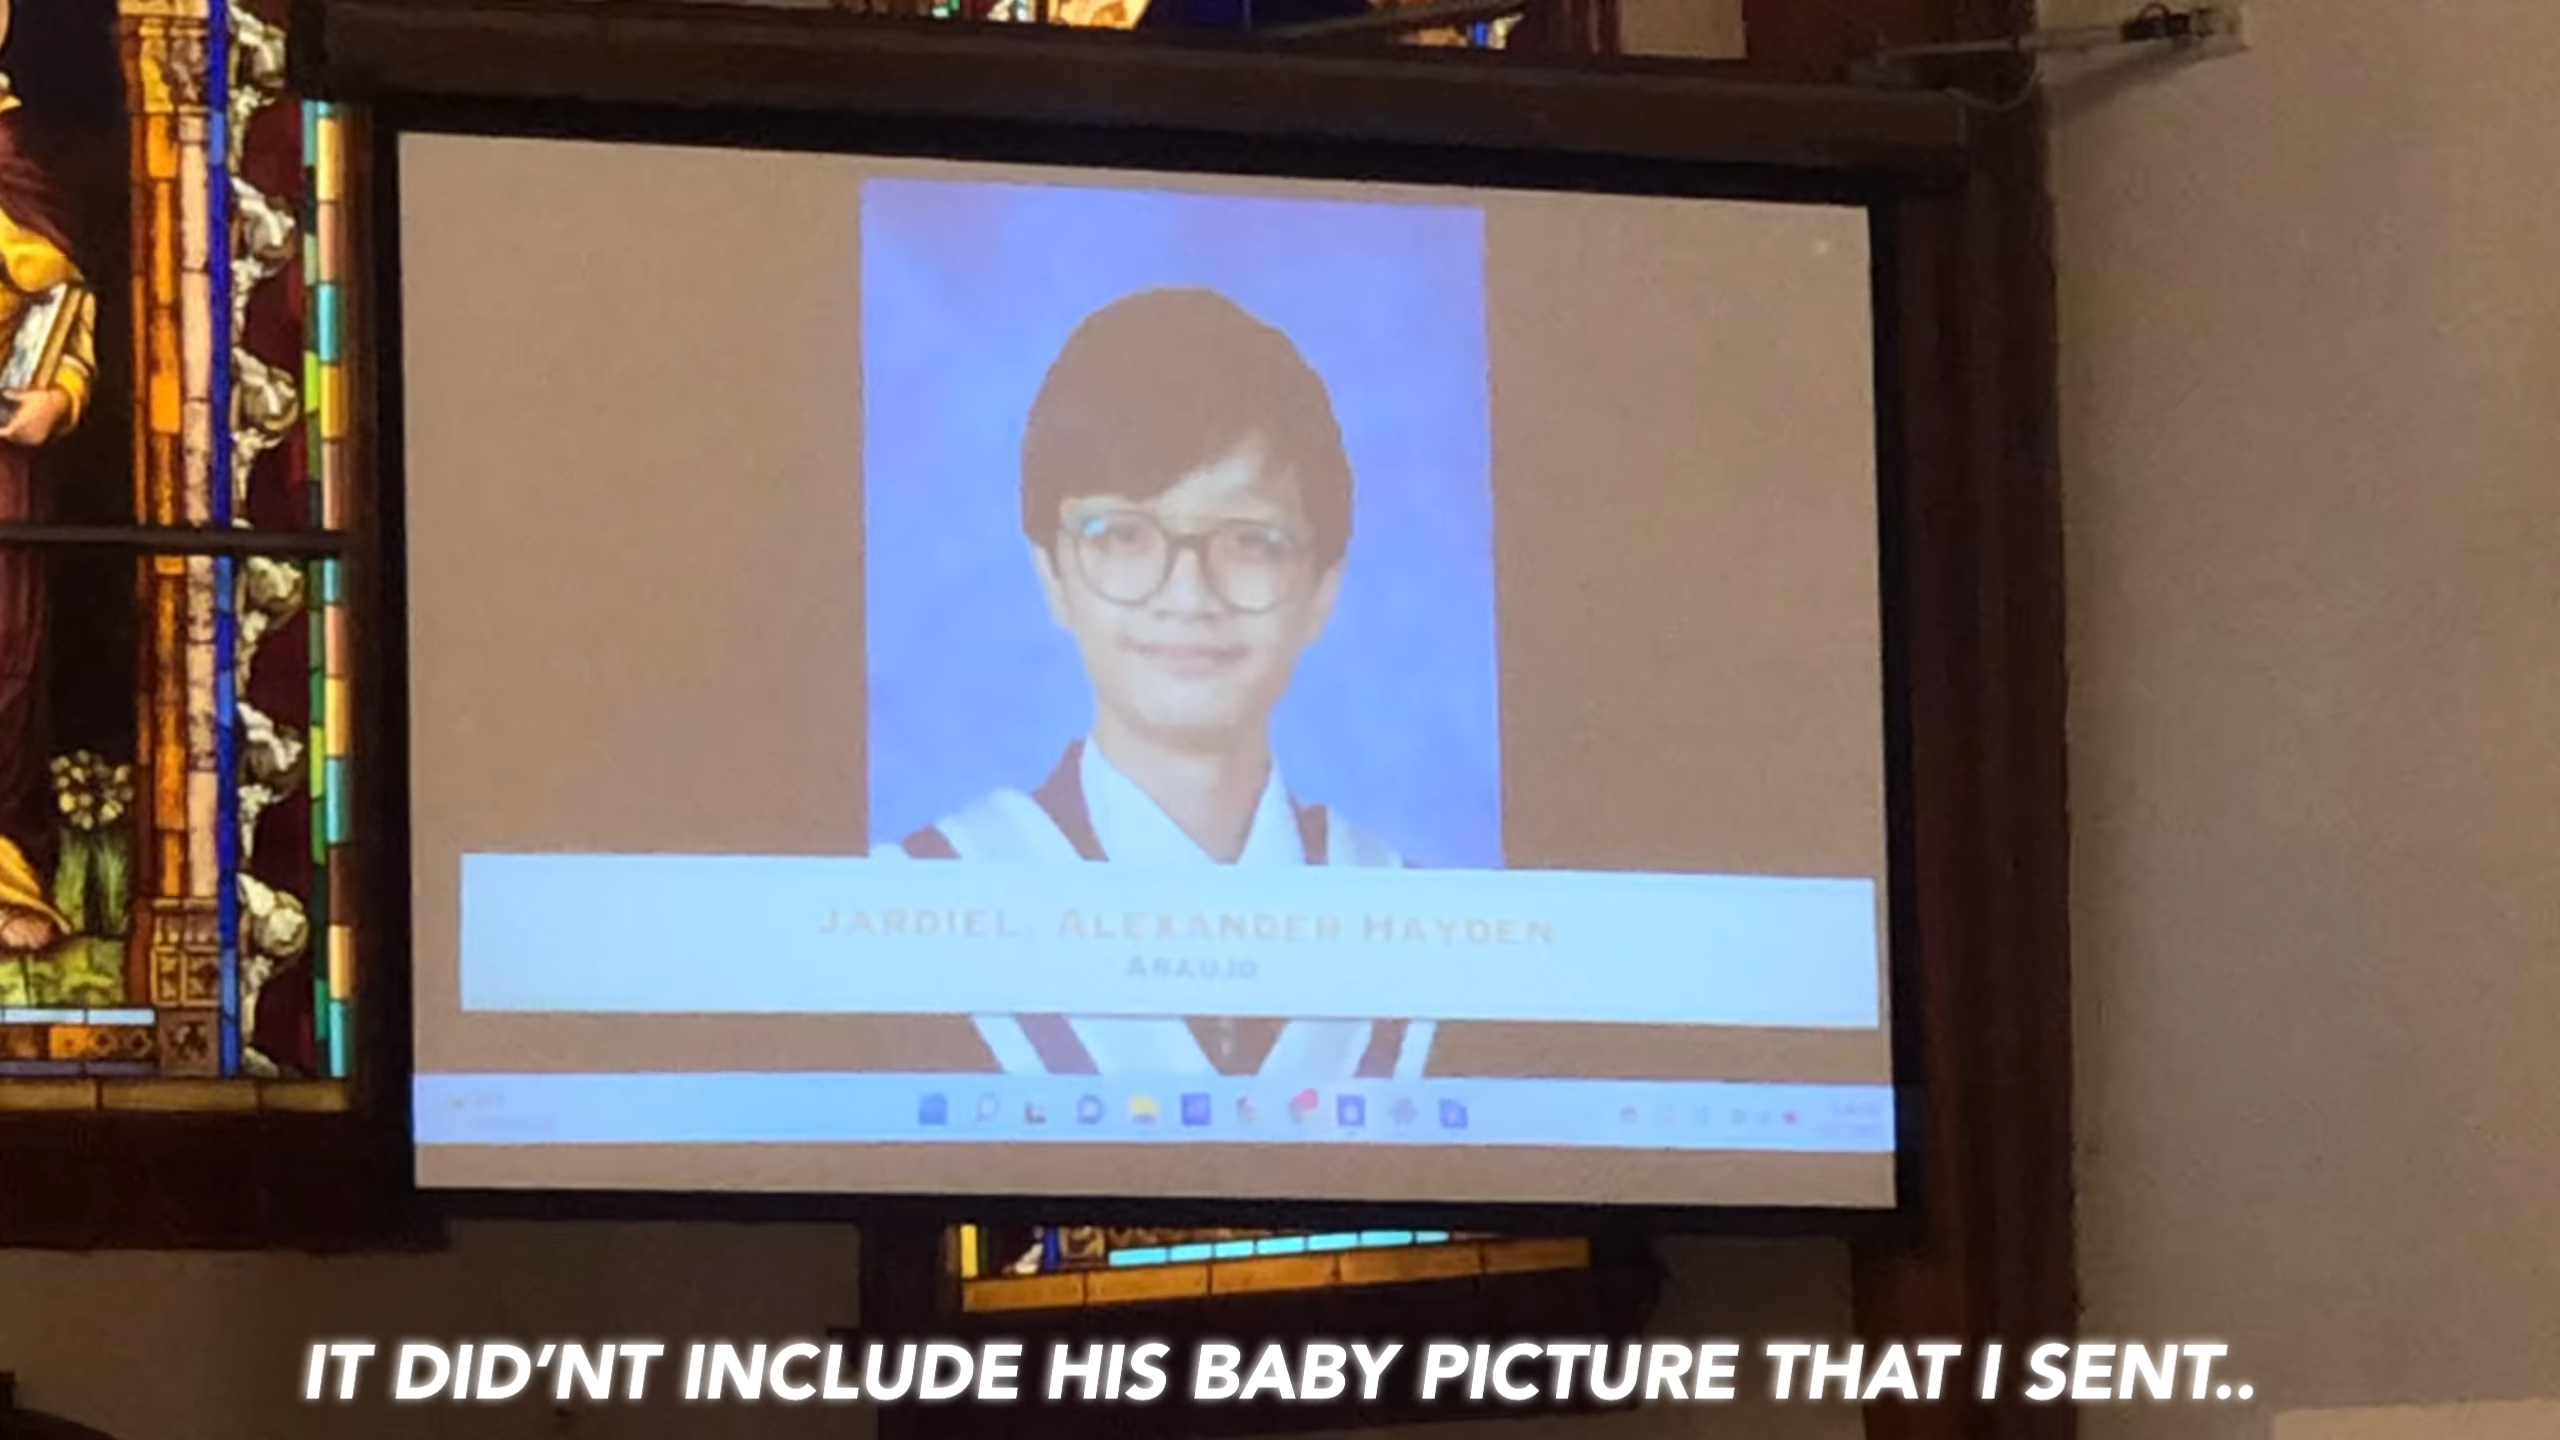 JARDIEL, ALEXANDER HAYDEN
ARAUJO
IT DID'NT INCLUDE HIS BABY PICTURE THAT I SENT..